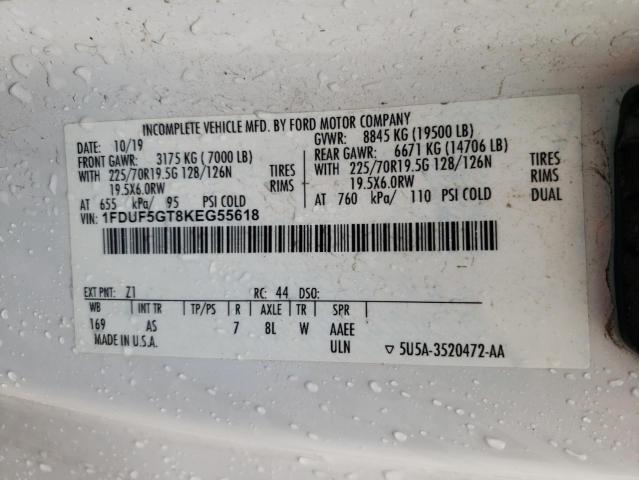 INCOMPLETE VEHICLE MFD. BY FORD MOTOR COMPANY
DATE: 10/19 GVWR: 8845 KG (19500 LB)
FRONT GAWR: 3175 KG (7000 LB) REAR GAWR: 6671 KG (14706 LB)
WITH 225/70R19.5G 128/126N TIRES WITH 225/70R19.5G 128/126N TIRES
19.5X6.0RW RIMS 19.5X6.0RW RIMS
AT 655 kPa/ 95 PSI COLD AT 760 kPa/ 110 PSI COLD DUAL
VIN: 1FDUF5GT8KEG55618
EXT PNT: Z1 RC: 44 DSO:
WB INT TR TP/PS R AXLE TR SPR
169 AS 7 8L W AAEE
MADE IN U.S.A. ULN ▽ 5U5A-3520472-AA